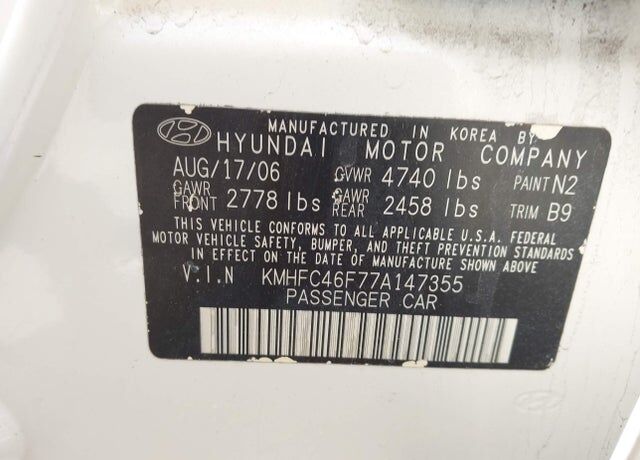 MANUFACTURED IN KOREA BY
HYUNDAI MOTOR COMPANY
AUG/17/06 GVWR 4740 lbs PAINT N2
GAWR FRONT 2778 lbs GAWR REAR 2458 lbs TRIM B9
THIS VEHICLE CONFORMS TO ALL APPLICABLE U.S.A. FEDERAL
MOTOR VEHICLE SAFETY, BUMPER, AND THEFT PREVENTION STANDARDS
IN EFFECT ON THE DATE OF MANUFACTURE SHOWN ABOVE.
V.I.N KMHFC46F77A147355
PASSENGER CAR